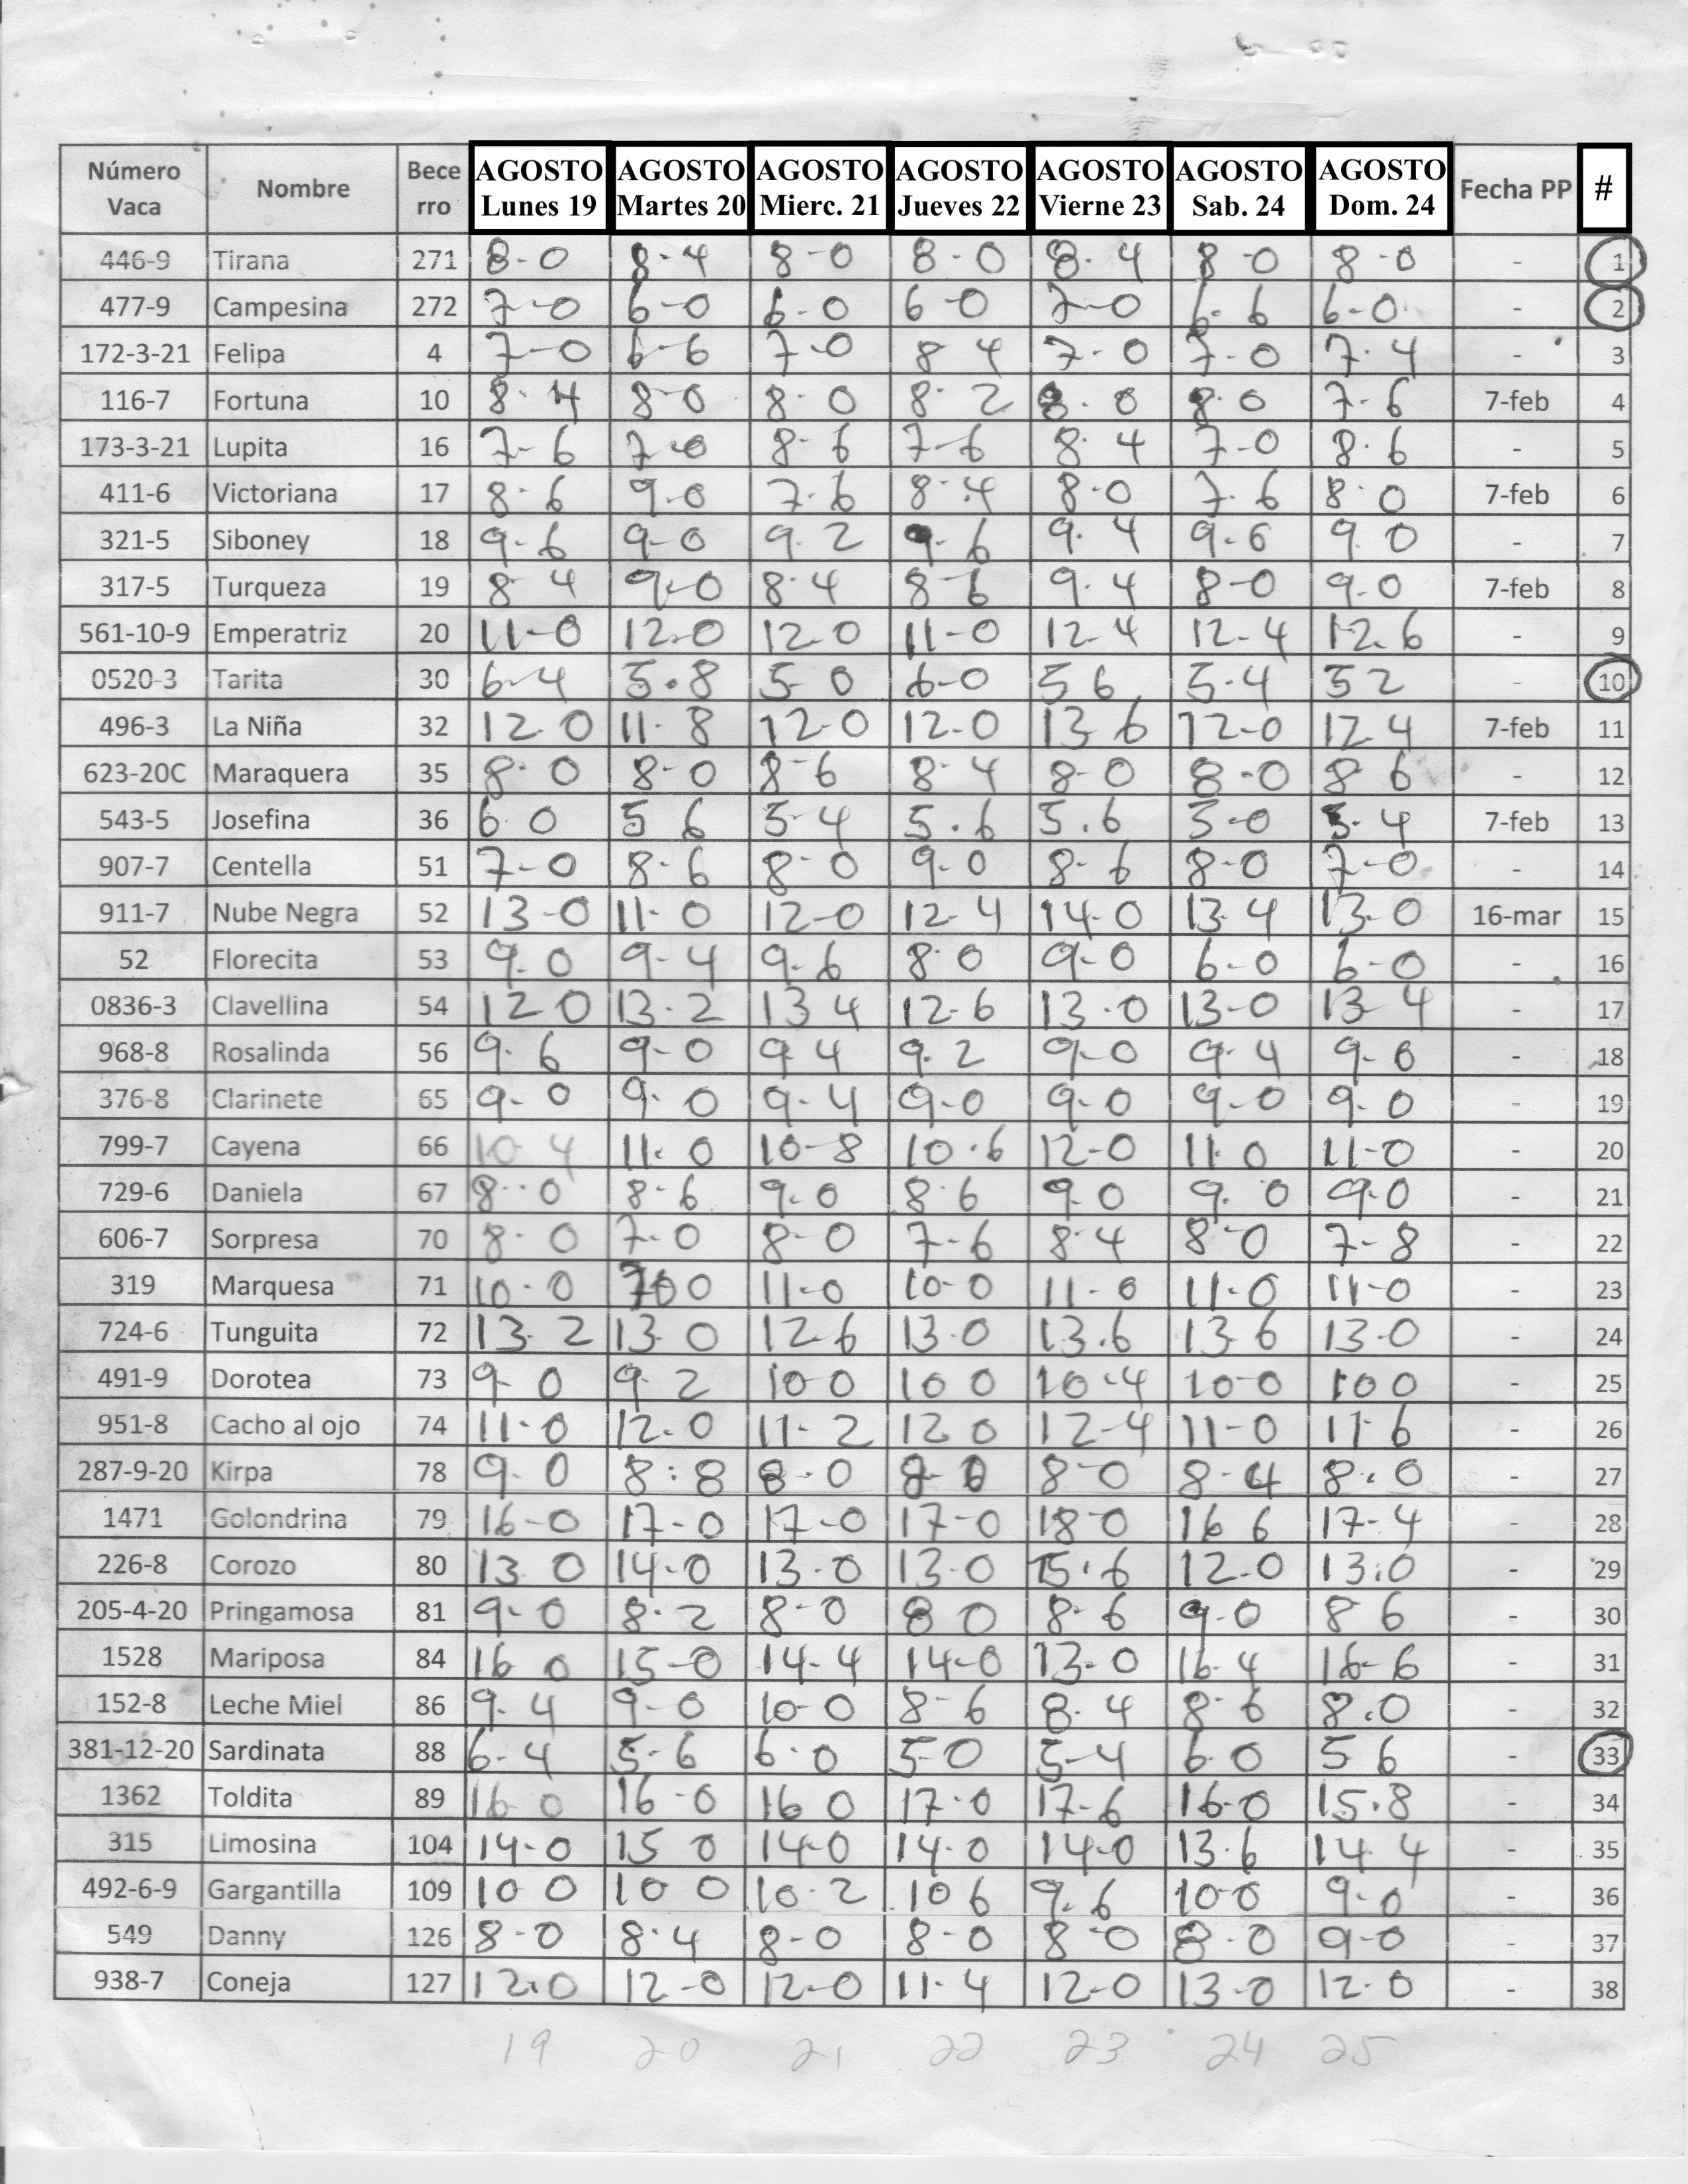 Número Vaca | Nombre | Becerro | AGOSTO Lunes 19 | AGOSTO Martes 20 | AGOSTO Mierc. 21 | AGOSTO Jueves 22 | AGOSTO Vierne 23 | AGOSTO Sab. 24 | AGOSTO Dom. 24 | Fecha PP | #
446-9 Tirana 271 8-0 8-4 8-0 8-0 8-4 8-0 8-0 - 1
477-9 Campesina 272 7-0 6-0 6-0 6 0 7-0 6-6 6-0 - 2
172-3-21 Felipa 4 7-0 6-6 7-0 8 4 7-0 7-0 7-4 - 3
116-7 Fortuna 10 8-4 8-0 8-0 8-2 8-0 8-0 7-6 7-feb 4
173-3-21 Lupita 16 7-6 7-0 8-6 7-6 8-4 7-0 8-6 - 5
411-6 Victoriana 17 8-6 9-0 7-6 8-4 8-0 7-6 8-0 7-feb 6
321-5 Siboney 18 9-6 9-0 9.2 9-6 9.4 9-6 9.0 - 7
317-5 Turqueza 19 8-4 9-0 8-4 8-6 9.4 8-0 9-0 7-feb 8
561-10-9 Emperatriz 20 11-0 12-0 12-0 11-0 12-4 12-4 12.6 - 9
0520-3 Tarita 30 6-4 5.8 5-0 6-0 5 6 5-4 5 2 - 10
496-3 La Niña 32 12.0 11-8 12-0 12-0 13 6 12-0 12.4 7-feb 11
623-20C Maraquera 35 8-0 8-0 8-6 8-4 8-0 8-0 8 6 - 12
543-5 Josefina 36 6 0 5 6 5-4 5.6 5.6 5-0 5-4 7-feb 13
907-7 Centella 51 7-0 8-6 8-0 9-0 8-6 8-0 7-0 - 14
911-7 Nube Negra 52 13-0 11-0 12-0 12-4 14-0 13-4 13-0 16-mar 15
52 Florecita 53 9.0 9-4 9-6 8-0 9-0 6-0 6-0 - 16
0836-3 Clavellina 54 12 0 13-2 13 4 12-6 13.0 13-0 13-4 - 17
968-8 Rosalinda 56 9-6 9-0 9.4 9.2 9-0 9-4 9-0 - 18
376-8 Clarinete 65 9-0 9-0 9-4 9-0 9-0 9-0 9-0 - 19
799-7 Cayena 66 10 4 11-0 10-8 10.6 12-0 11 0 11-0 - 20
729-6 Daniela 67 8-0 8-6 9.0 8-6 9.0 9.0 9-0 - 21
606-7 Sorpresa 70 8-0 7-0 8-0 7-6 8-4 8-0 7-8 - 22
319 Marquesa 71 10-0 11-0 10-0 11-0 11-0 11-0 - 23
724-6 Tunguita 72 13-2 13 0 12-6 13-0 13.6 13 6 13-0 - 24
491-9 Dorotea 73 9-0 9-2 10 0 10 0 10-4 10-0 10 0 - 25
951-8 Cacho al ojo 74 11-0 12-0 11-2 12 0 12-4 11-0 11-6 - 26
287-9-20 Kirpa 78 9-0 8:8 8-0 8-0 8-0 8-4 8.0 - 27
1471 Golondrina 79 16-0 17-0 17-0 17-0 18-0 16 6 17-4 - 28
226-8 Corozo 80 13 0 14-0 13-0 13-0 15.6 12-0 13.0 - 29
205-4-20 Pringamosa 81 9-0 8-2 8-0 8 0 8-6 9-0 8 6 - 30
1528 Mariposa 84 16 0 15-0 14-4 14-0 13-0 16-4 16-6 - 31
152-8 Leche Miel 86 9-4 9-0 10-0 8-6 8-4 8-6 8.0 - 32
381-12-20 Sardinata 88 6-4 5-6 6-0 5-0 5-4 6-0 5 6 - 33
1362 Toldita 89 16 0 16-0 16 0 17-0 17-6 16-0 15.8 - 34
315 Limosina 104 14-0 15 0 14-0 14-0 14-0 13-6 14 4 - 35
492-6-9 Gargantilla 109 10 0 10 0 10-2 10 6 9.6 10-0 9-0 - 36
549 Danny 126 8-0 8-4 8-0 8-0 8-0 8-0 9-0 - 37
938-7 Coneja 127 12.0 12-0 12-0 11-4 12-0 13-0 12-0 - 38
19 20 21 22 23 24 25